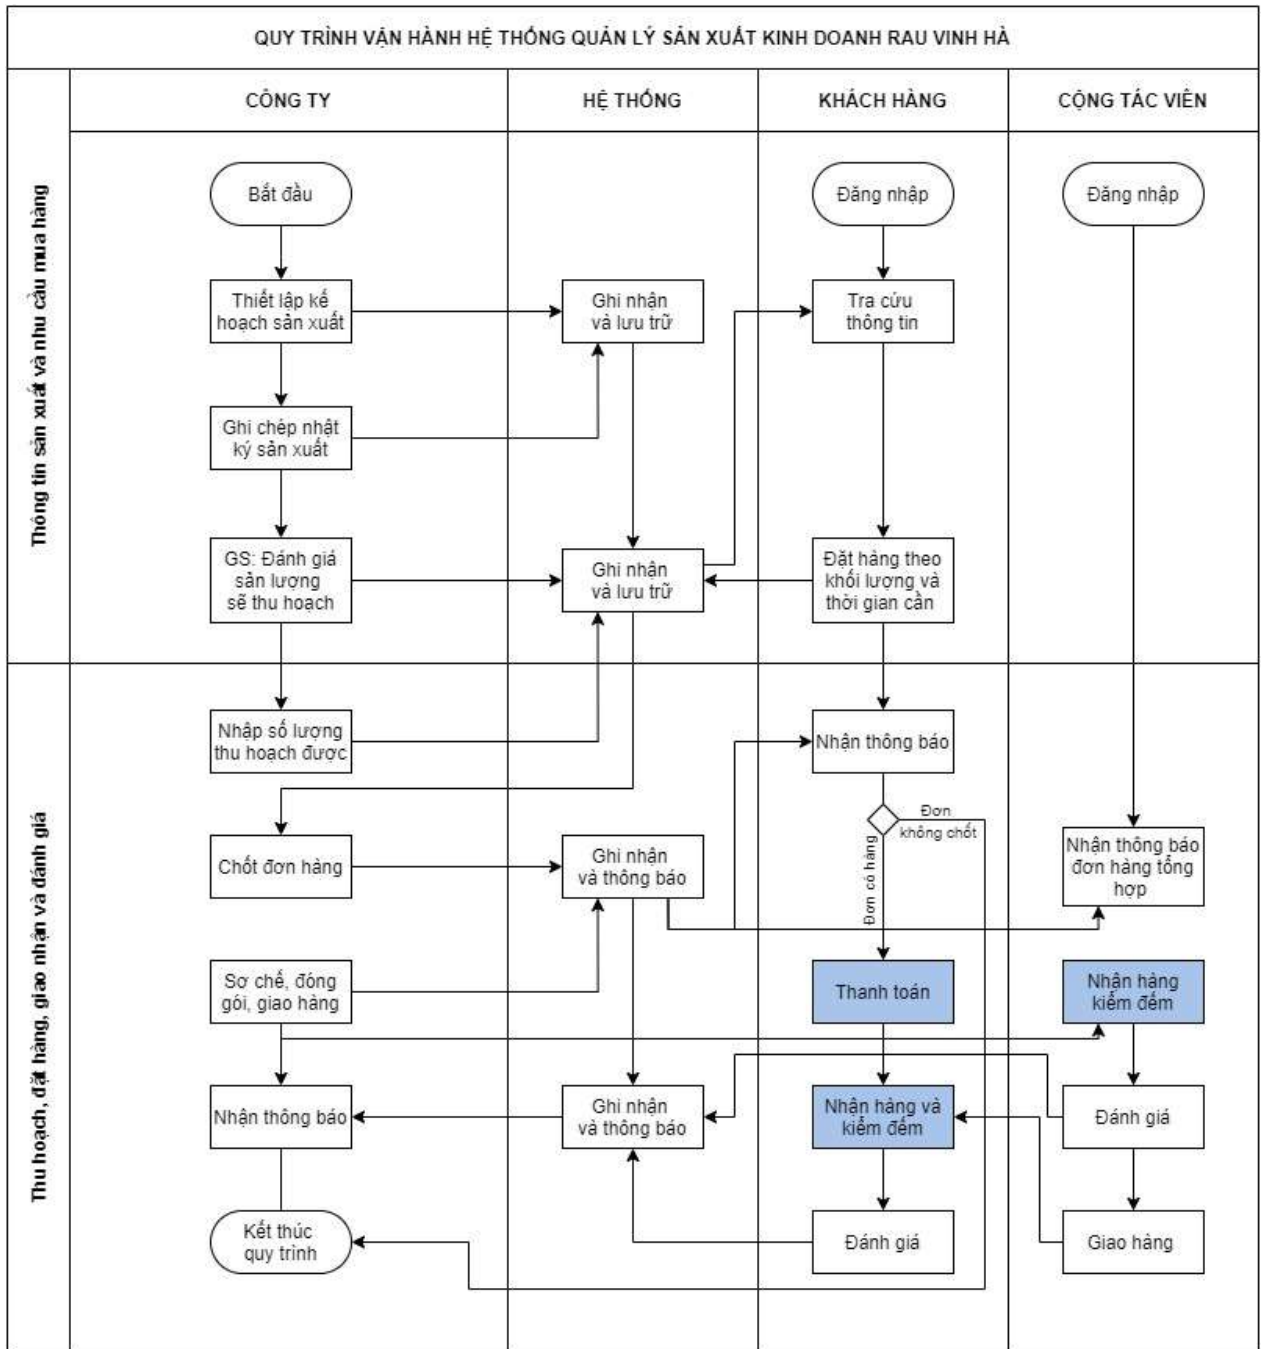 QUY TRÌNH VẬN HÀNH HỆ THỐNG QUẢN LÝ SẢN XUẤT KINH DOANH RAU VINH HÀ
CÔNG TY
HỆ THỐNG
KHÁCH HÀNG
CỘNG TÁC VIÊN
Thông tin sản xuất và nhu cầu mua hàng
Bắt đầu
Đăng nhập
Đăng nhập
Thiết lập kế
hoạch sản xuất
Ghi nhận
và lưu trữ
Tra cứu
thông tin
Ghi chép nhật
ký sản xuất
GS: Đánh giá
sản lượng
sẽ thu hoạch
Ghi nhận
và lưu trữ
Đặt hàng theo
khối lượng và
thời gian cần
Thu hoạch, đặt hàng, giao nhận và đánh giá
Nhập số lượng
thu hoạch được
Nhận thông báo
Đơn
không chốt
Đơn có hàng
Chốt đơn hàng
Ghi nhận
và thông báo
Nhận thông báo
đơn hàng tổng
hợp
Sơ chế, đóng
gói, giao hàng
Thanh toán
Nhận hàng
kiểm đếm
Nhận thông báo
Ghi nhận
và thông báo
Nhận hàng và
kiểm đếm
Đánh giá
Kết thúc
quy trình
Đánh giá
Giao hàng